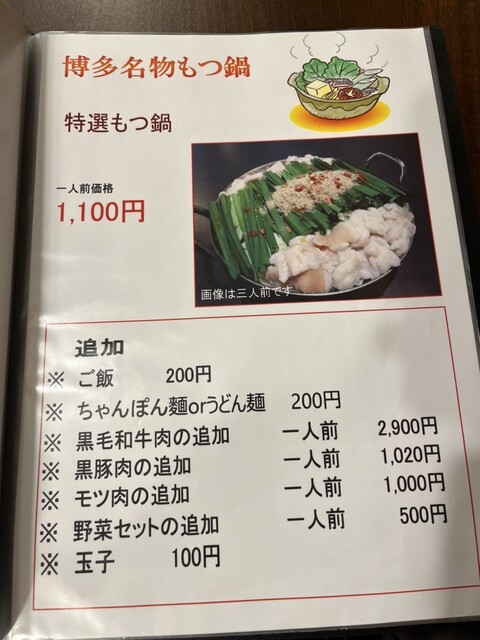 博多名物もつ鍋
特選もつ鍋
一人前価格
1,100円
画像は三人前です
追加
※ ご飯 200円
※ ちゃんぽん麺orうどん麺 200円
※ 黒毛和牛肉の追加 一人前 2,900円
※ 黒豚肉の追加 一人前 1,020円
※ モツ肉の追加 一人前 1,000円
※ 野菜セットの追加 一人前 500円
※ 玉子 100円